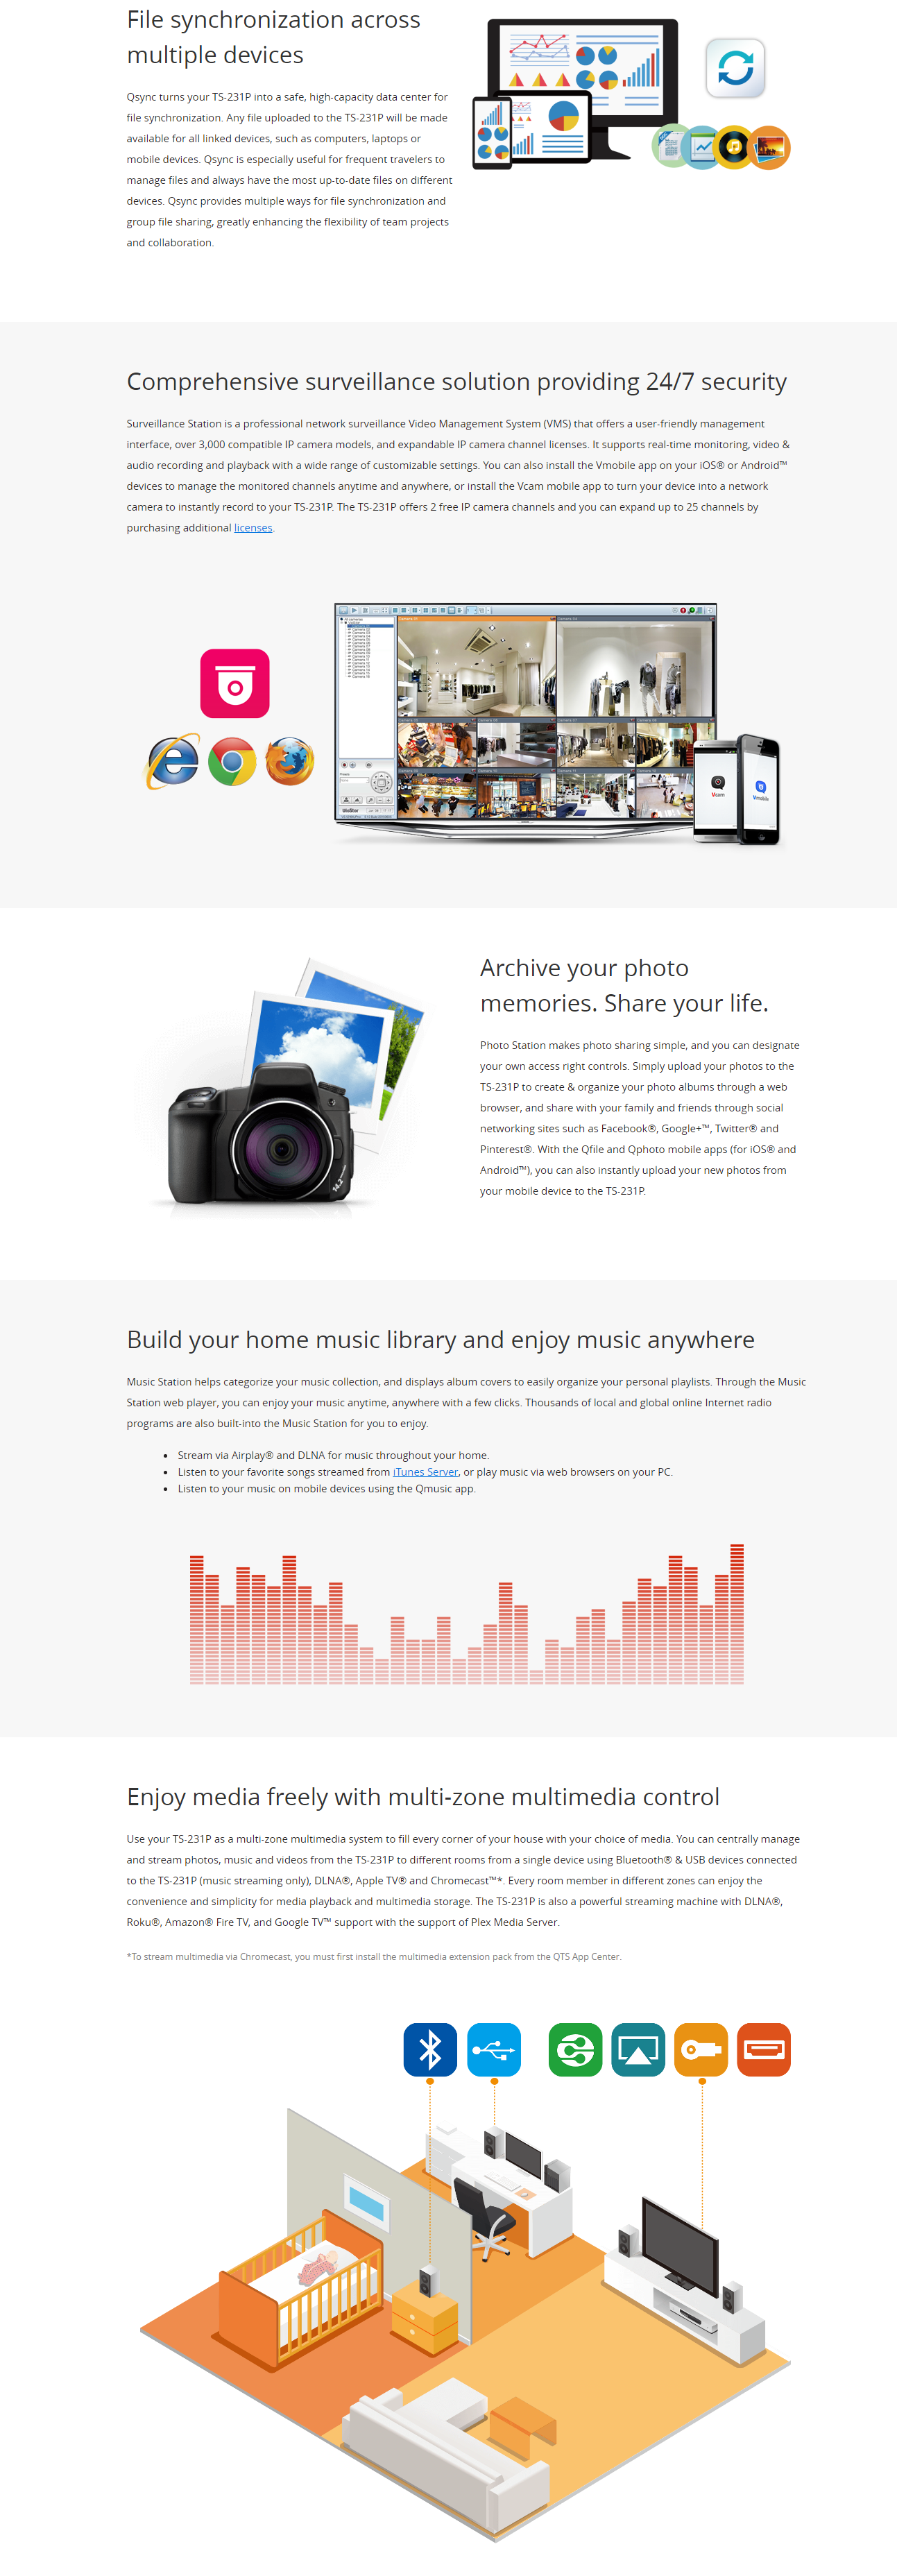 File synchronization across
multiple devices
Qsync turns your TS-231P into a safe, high-capacity data center for
file synchronization. Any file uploaded to the TS-231P will be made
available for all linked devices, such as computers, laptops or
mobile devices. Qsync is especially useful for frequent travelers to
manage files and always have the most up-to-date files on different
devices. Qsync provides multiple ways for file synchronization and
group file sharing, greatly enhancing the flexibility of team projects
and collaboration.
Comprehensive surveillance solution providing 24/7 security
Surveillance Station is a professional network surveillance Video Management System (VMS) that offers a user-friendly management
interface, over 3,000 compatible IP camera models, and expandable IP camera channel licenses. It supports real-time monitoring, video &
audio recording and playback with a wide range of customizable settings. You can also install the Vmobile app on your iOS® or Android™
devices to manage the monitored channels anytime and anywhere, or install the Vcam mobile app to turn your device into a network
camera to instantly record to your TS-231P. The TS-231P offers 2 free IP camera channels and you can expand up to 25 channels by
purchasing additional licenses.
Vcam
Vmobile
Archive your photo
memories. Share your life.
Photo Station makes photo sharing simple, and you can designate
your own access right controls. Simply upload your photos to the
TS-231P to create & organize your photo albums through a web
browser, and share with your family and friends through social
networking sites such as Facebook®, Google+™, Twitter® and
Pinterest®. With the Qfile and Qphoto mobile apps (for iOS® and
Android™), you can also instantly upload your new photos from
your mobile device to the TS-231P.
14.2
Build your home music library and enjoy music anywhere
Music Station helps categorize your music collection, and displays album covers to easily organize your personal playlists. Through the Music
Station web player, you can enjoy your music anytime, anywhere with a few clicks. Thousands of local and global online Internet radio
programs are also built-into the Music Station for you to enjoy.
• Stream via Airplay® and DLNA for music throughout your home.
• Listen to your favorite songs streamed from iTunes Server, or play music via web browsers on your PC.
• Listen to your music on mobile devices using the Qmusic app.
Enjoy media freely with multi-zone multimedia control
Use your TS-231P as a multi-zone multimedia system to fill every corner of your house with your choice of media. You can centrally manage
and stream photos, music and videos from the TS-231P to different rooms from a single device using Bluetooth® & USB devices connected
to the TS-231P (music streaming only), DLNA®, Apple TV® and Chromecast™*. Every room member in different zones can enjoy the
convenience and simplicity for media playback and multimedia storage. The TS-231P is also a powerful streaming machine with DLNA®,
Roku®, Amazon® Fire TV, and Google TV™ support with the support of Plex Media Server.
*To stream multimedia via Chromecast, you must first install the multimedia extension pack from the QTS App Center.